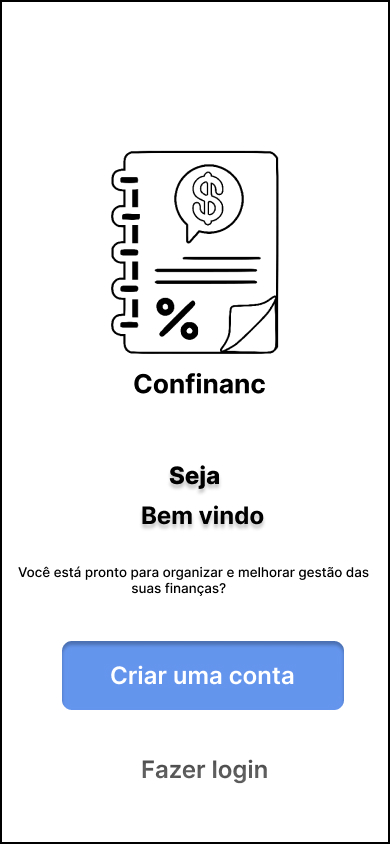 $
%
Confinanc
Seja
Bem vindo
Você está pronto para organizar e melhorar gestão das
suas finanças?
Criar uma conta
Fazer login